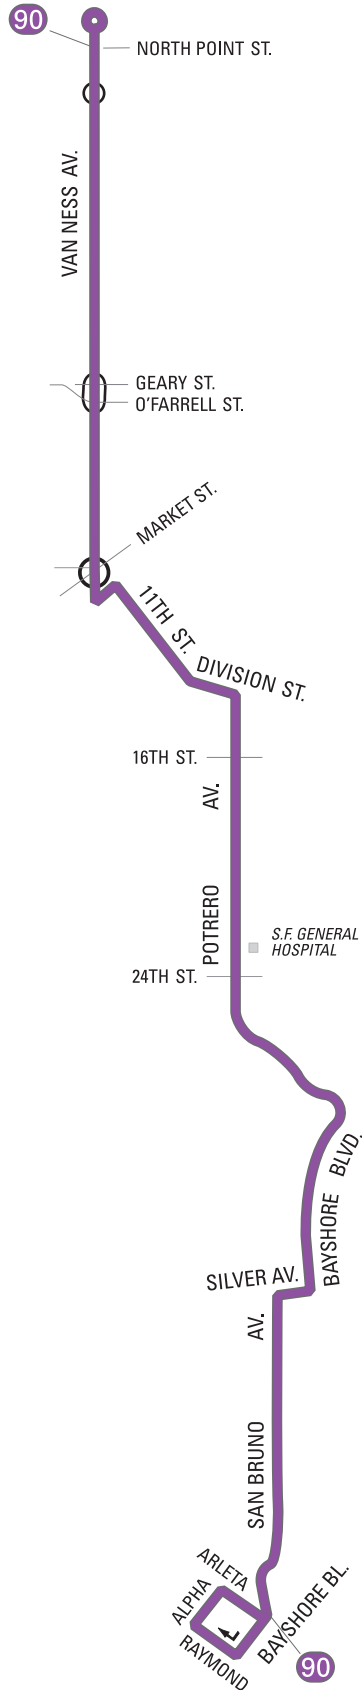 90
NORTH POINT ST.
VAN NESS AV.
GEARY ST.
O'FARRELL ST.
MARKET ST.
11TH ST.
DIVISION ST.
16TH ST.
POTRERO AV.
S.F. GENERAL
HOSPITAL
24TH ST.
BAYSHORE BLVD.
SILVER AV.
SAN BRUNO AV.
ARLETA
ALPHA
RAYMOND
BAYSHORE BL.
90